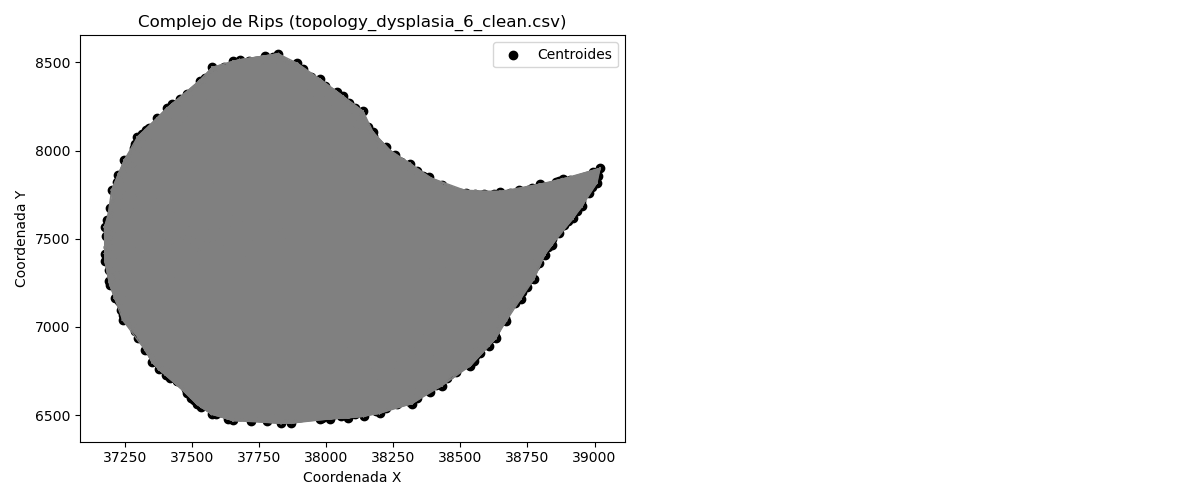 Complejo de Rips (topology_dysplasia_6_clean.csv)
Centroides
8500
8000
7500
7000
6500
Coordenada Y
37250 37500 37750 38000 38250 38500 38750 39000
Coordenada X